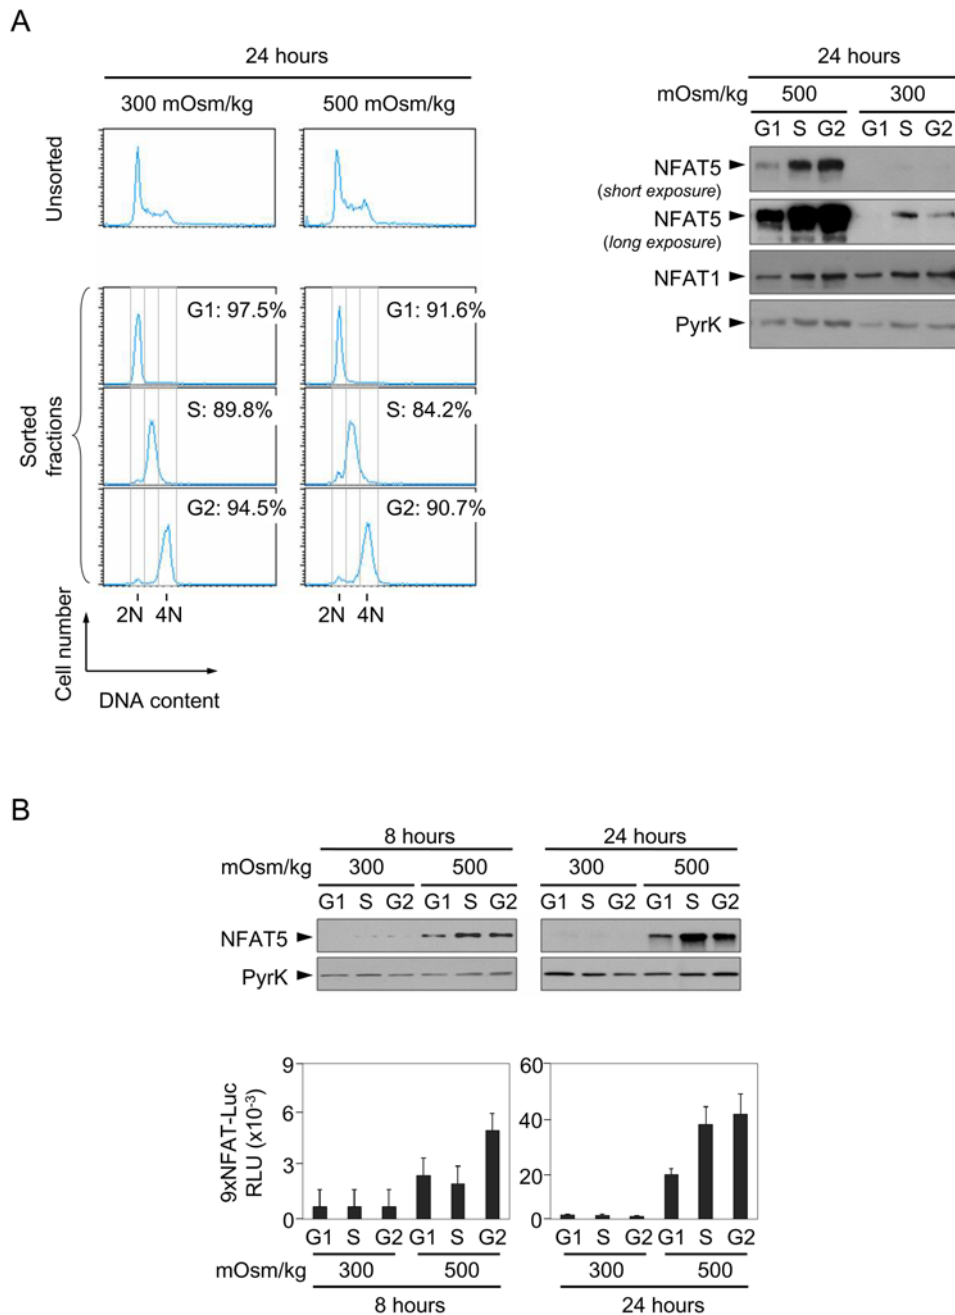 A
24 hours
300 mOsm/kg 500 mOsm/kg
Unsorted
Sorted
fractions
G1: 97.5% G1: 91.6%
S: 89.8% S: 84.2%
G2: 94.5% G2: 90.7%
2N 4N 2N 4N
Cell number
DNA content
24 hours
mOsm/kg 500 300
G1 S G2 G1 S G2
NFAT5
(short exposure)
NFAT5
(long exposure)
NFAT1
PyrK
B
8 hours 24 hours
mOsm/kg 300 500 300 500
G1 S G2 G1 S G2 G1 S G2 G1 S G2
NFAT5
PyrK
9xNFAT-Luc
RLU (x10⁻³)
9
6
3
0
60
40
20
0
G1 S G2 G1 S G2 G1 S G2 G1 S G2
mOsm/kg 300 500 300 500
8 hours 24 hours